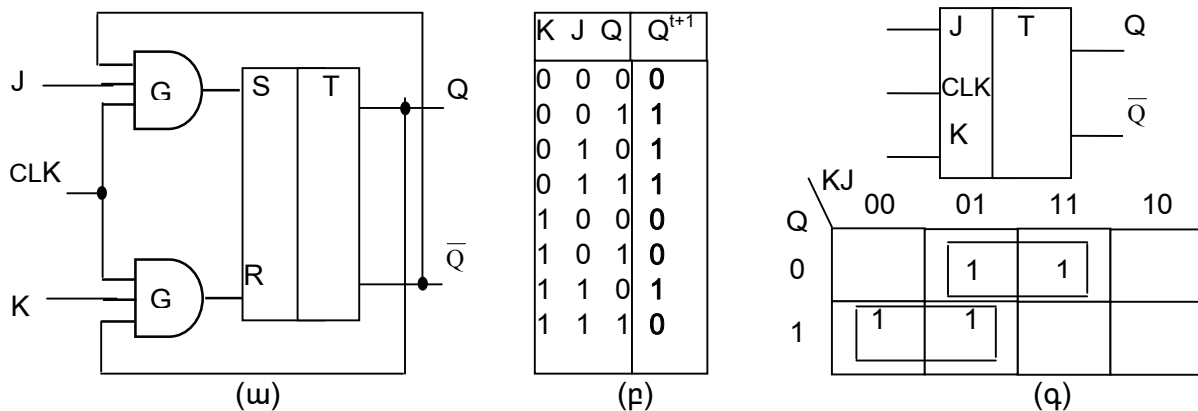 J
G
S T
Q
CLK
K
G
R
Q̅
(ա)
K J Q Q^t+1
0 0 0 0
0 0 1 1
0 1 0 1
0 1 1 1
1 0 0 0
1 0 1 0
1 1 0 1
1 1 1 0
(բ)
J T
Q
CLK
K
Q̅
KJ
Q
00 01 11 10
0 1 1
1 1 1
(գ)